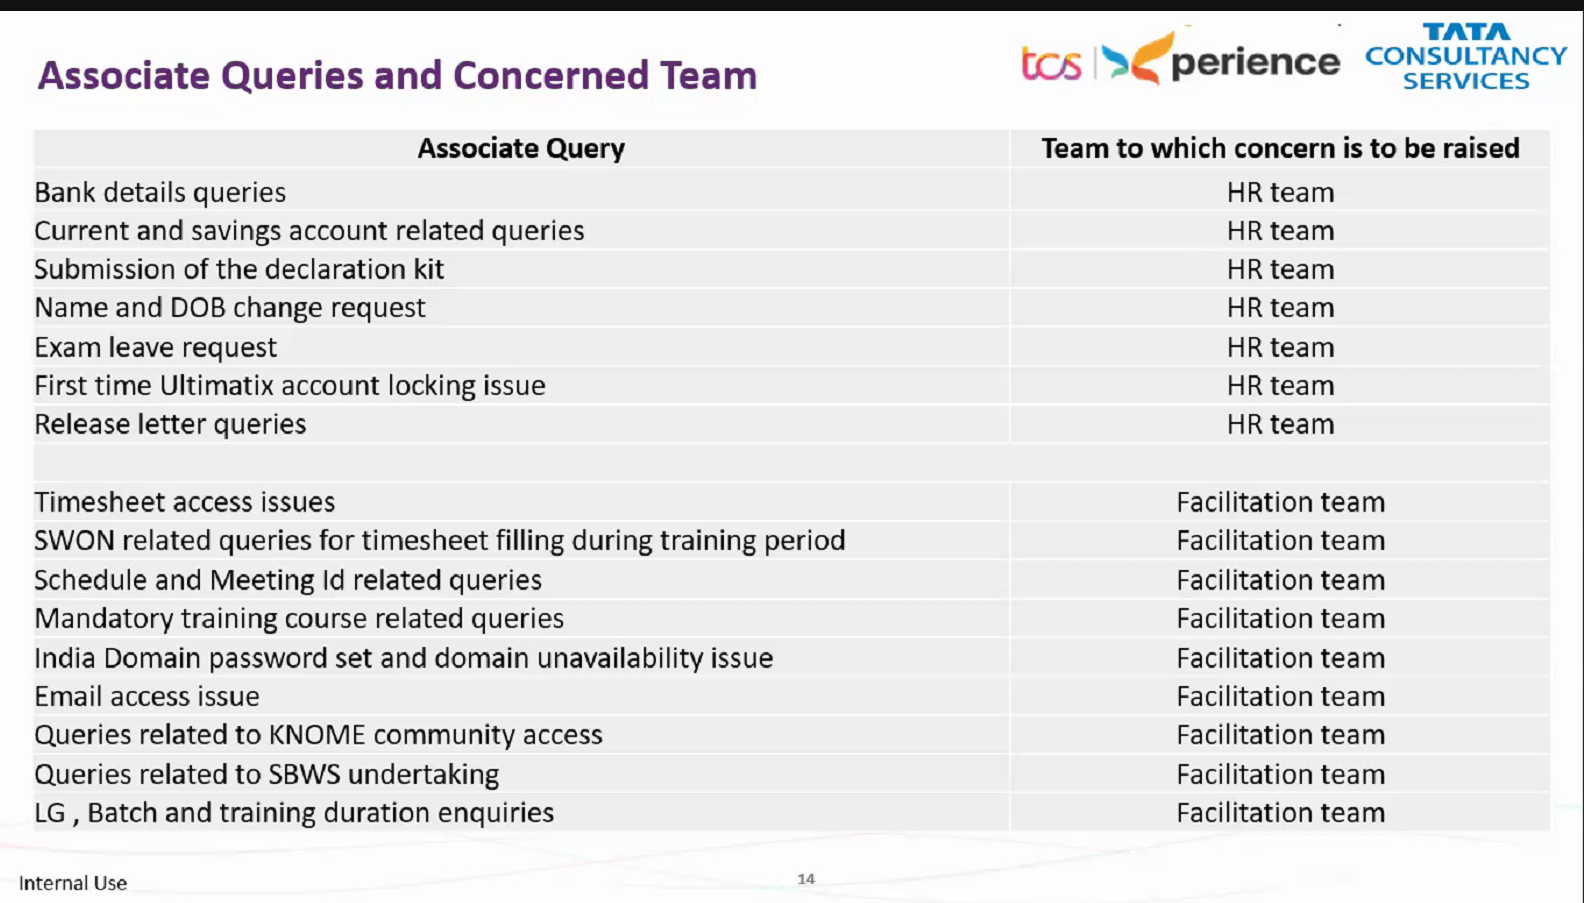 Associate Queries and Concerned Team
tcs | Xperience
TATA
CONSULTANCY
SERVICES
Associate Query Team to which concern is to be raised
Bank details queries HR team
Current and savings account related queries HR team
Submission of the declaration kit HR team
Name and DOB change request HR team
Exam leave request HR team
First time Ultimatix account locking issue HR team
Release letter queries HR team
Timesheet access issues Facilitation team
SWON related queries for timesheet filling during training period Facilitation team
Schedule and Meeting Id related queries Facilitation team
Mandatory training course related queries Facilitation team
India Domain password set and domain unavailability issue Facilitation team
Email access issue Facilitation team
Queries related to KNOME community access Facilitation team
Queries related to SBWS undertaking Facilitation team
LG , Batch and training duration enquiries Facilitation team
Internal Use
14